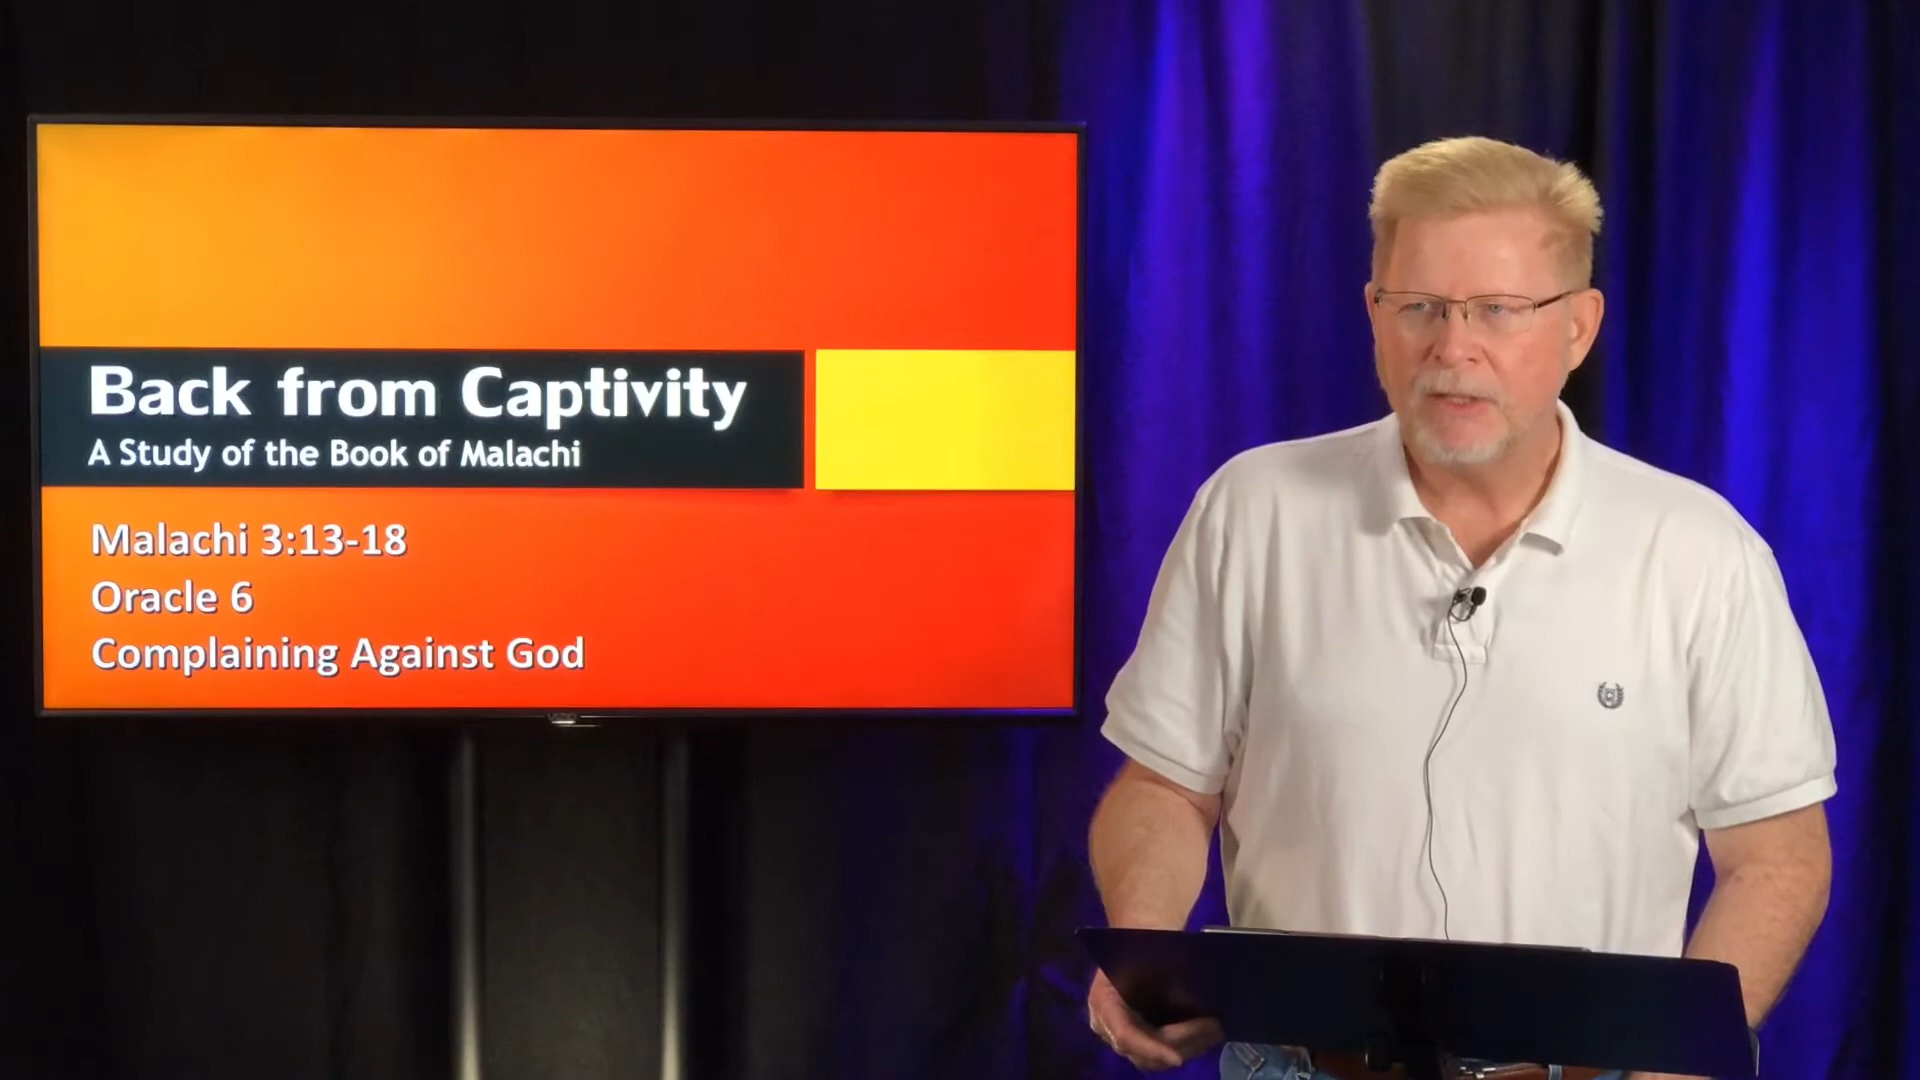 Back from Captivity
A Study of the Book of Malachi
Malachi 3:13-18
Oracle 6
Complaining Against God